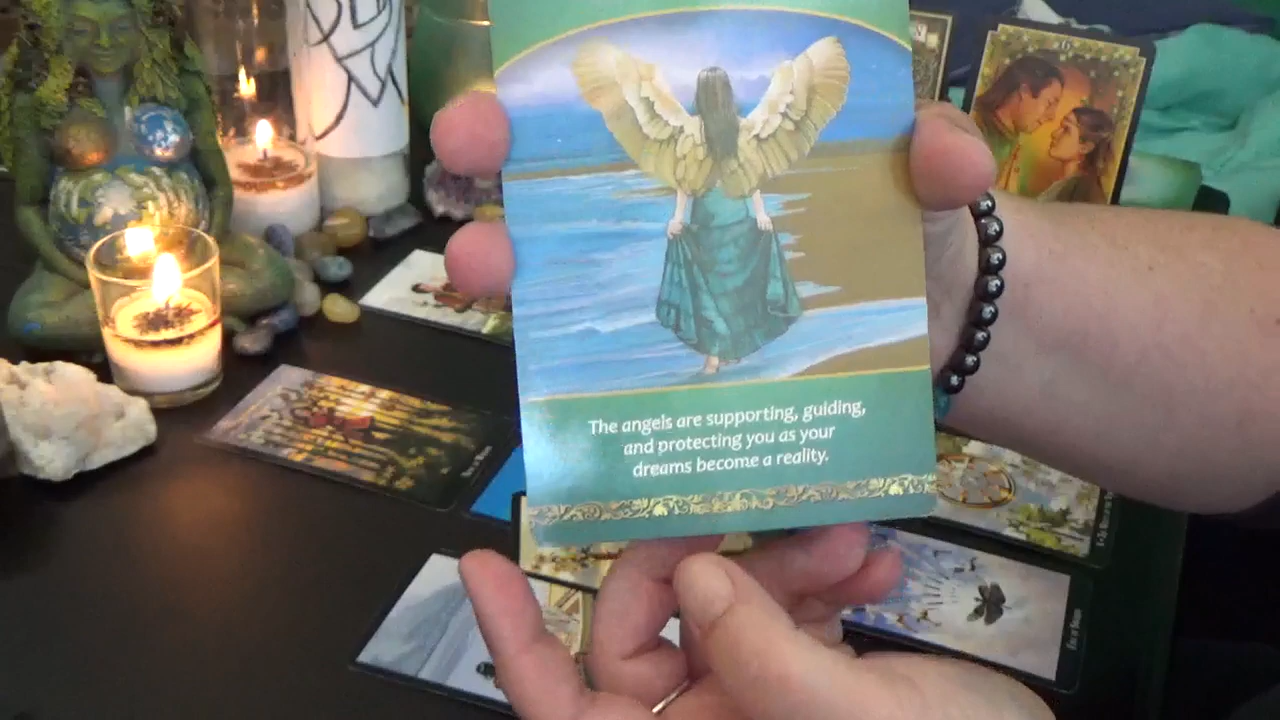 The angels are supporting, guiding,
and protecting you as your
dreams become a reality.